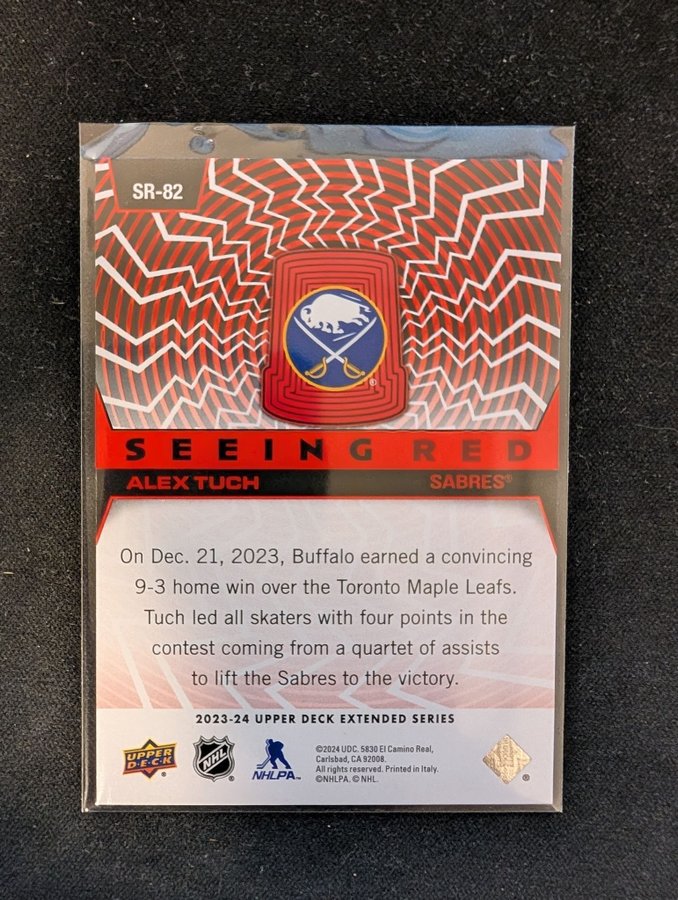 SR-82
®
SEEING RED
ALEX TUCH SABRES®
On Dec. 21, 2023, Buffalo earned a convincing
9-3 home win over the Toronto Maple Leafs.
Tuch led all skaters with four points in the
contest coming from a quartet of assists
to lift the Sabres to the victory.
2023-24 UPPER DECK EXTENDED SERIES
UPPER DECK®
NHL®
NHLPA™
©2024 UDC. 5830 El Camino Real,
Carlsbad, CA 92008.
All rights reserved. Printed in Italy.
©NHLPA. © NHL.
®